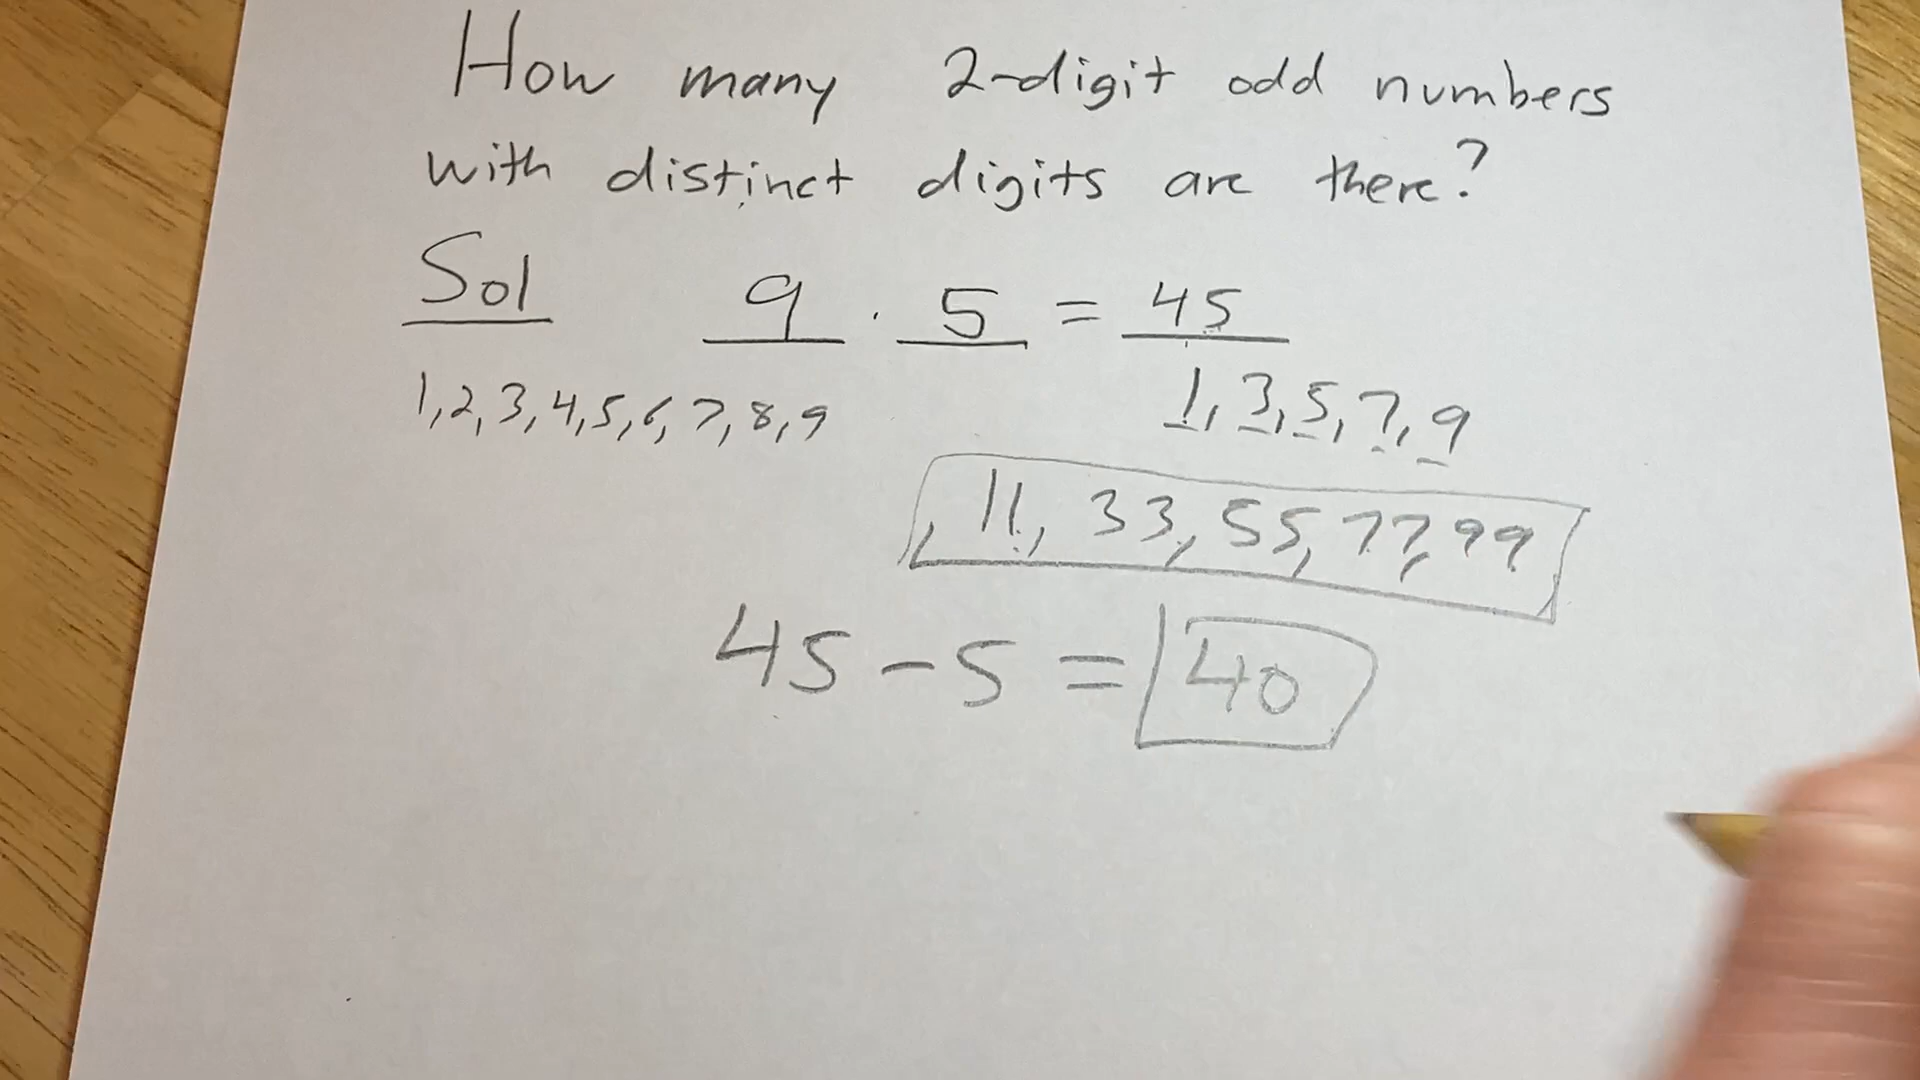 How many 2-digit odd numbers
with distinct digits are there?
Sol 9 · 5 = 45
1,2,3,4,5,6,7,8,9 1,3,5,7,9
, 11, 33, 55, 77, 99
45 - 5 = 40